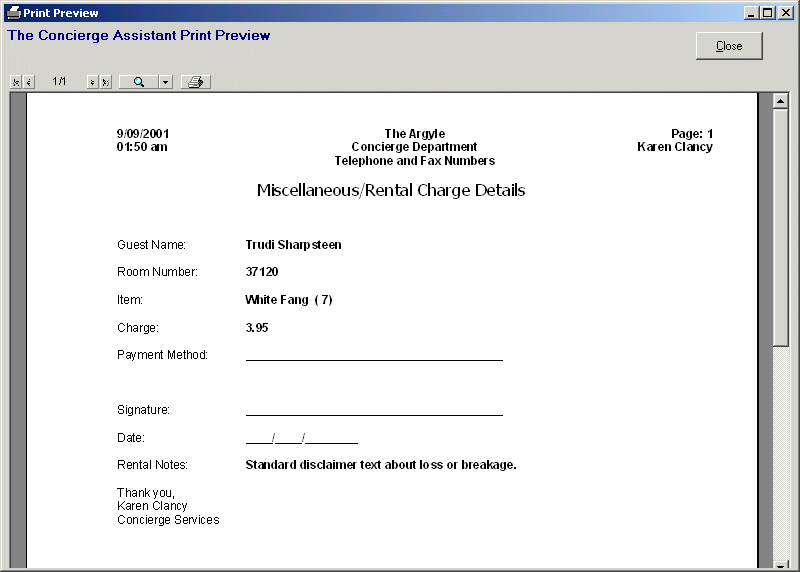 Print Preview
The Concierge Assistant Print Preview
Close
1/1
9/09/2001 The Argyle Page: 1
01:50 am Concierge Department Karen Clancy
Telephone and Fax Numbers
Miscellaneous/Rental Charge Details
Guest Name: Trudi Sharpsteen
Room Number: 37120
Item: White Fang ( 7)
Charge: 3.95
Payment Method: ______________________________________
Signature: ______________________________________
Date: ____/____/________
Rental Notes: Standard disclaimer text about loss or breakage.
Thank you,
Karen Clancy
Concierge Services